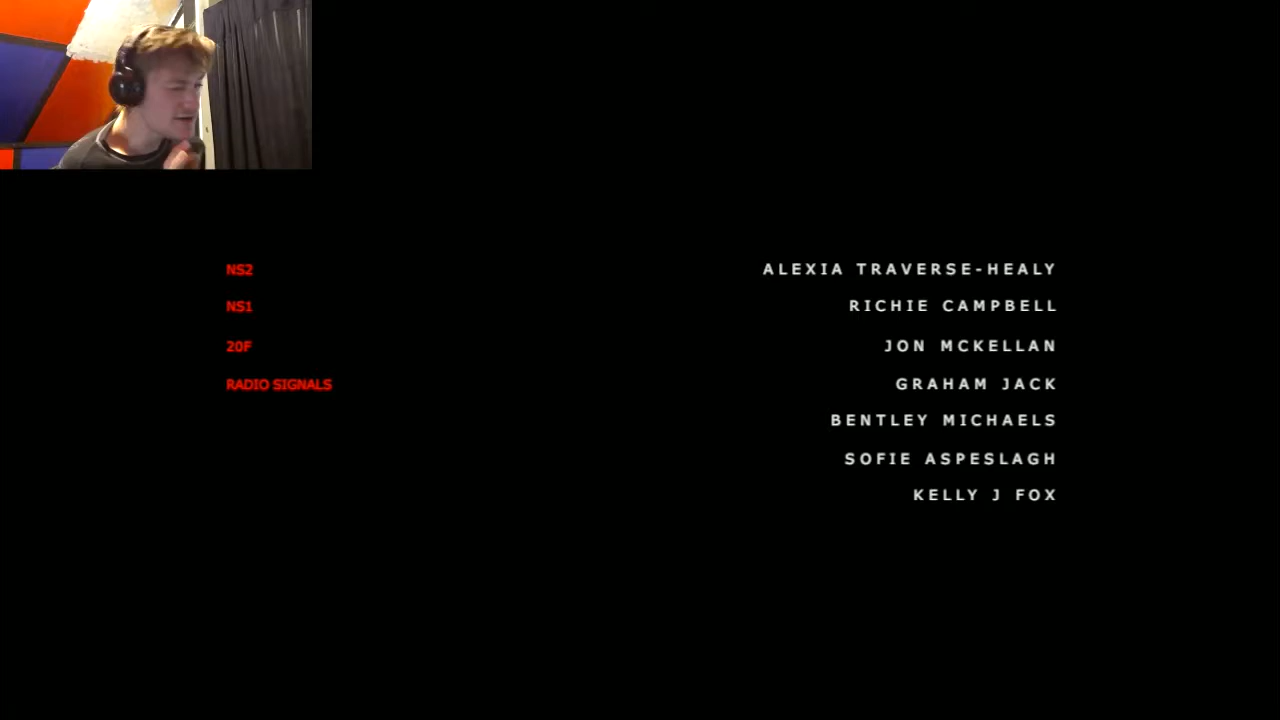 NS2 ALEXIA TRAVERSE-HEALY
NS1 RICHIE CAMPBELL
20F JON MCKELLAN
RADIO SIGNALS GRAHAM JACK
BENTLEY MICHAELS
SOFIE ASPESLAGH
KELLY J FOX